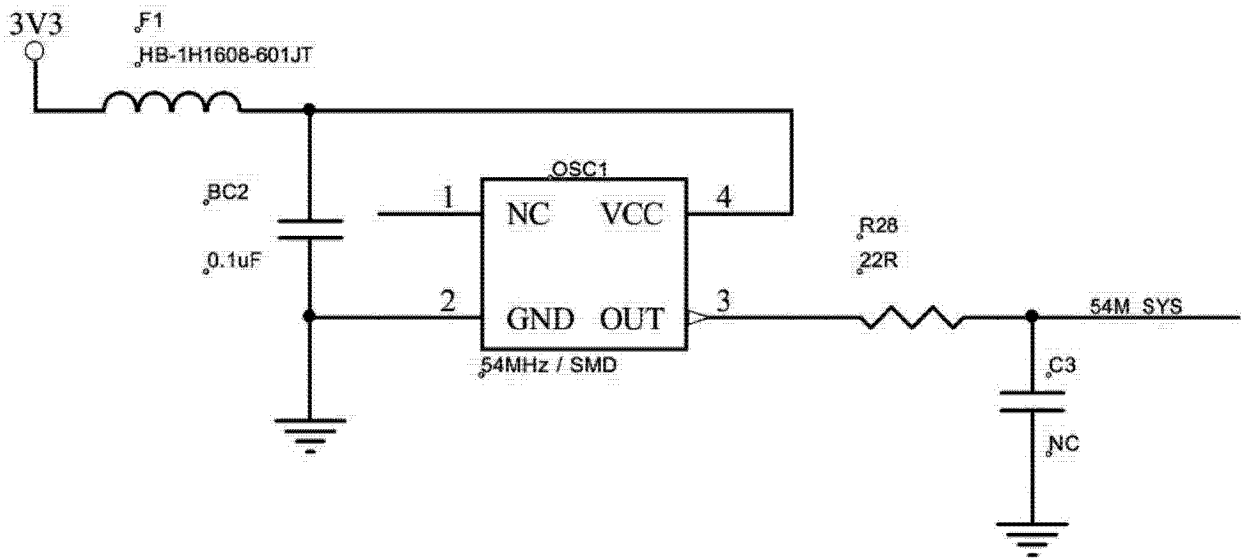 3V3
F1
HB-1H1608-601JT
OSC1
BC2
0.1uF
1
NC
VCC
4
R28
22R
2
GND
OUT
3
54M_SYS
54MHz / SMD
C3
NC